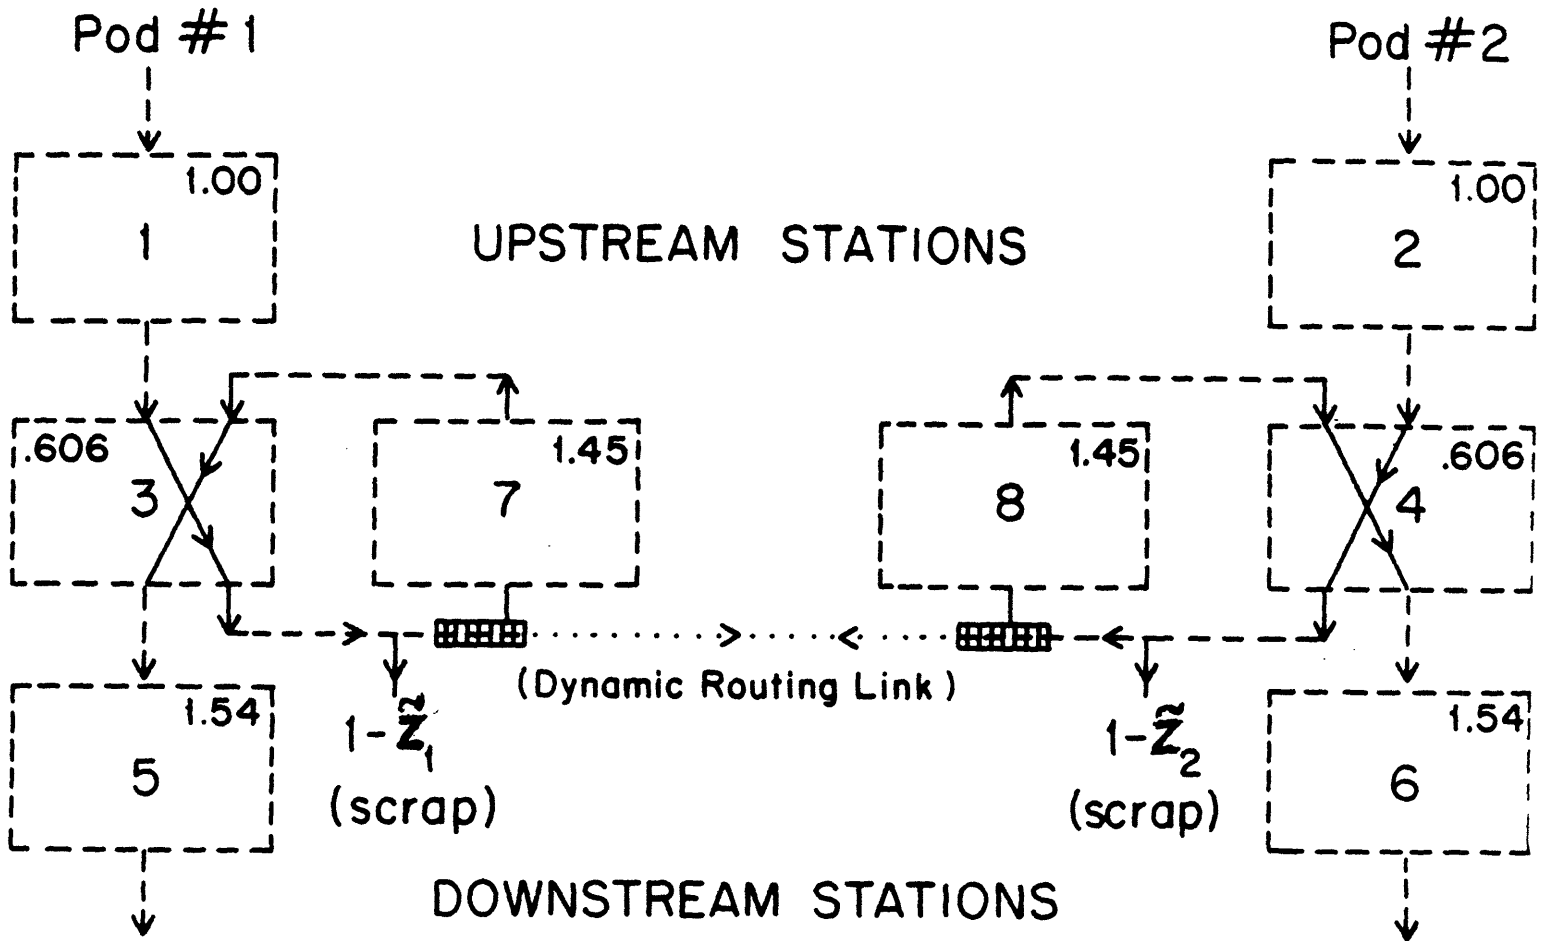 Pod #1
Pod #2
1.00
1
UPSTREAM STATIONS
1.00
2
.606
3
1.45
7
1.45
8
.606
4
(Dynamic Routing Link)
1.54
5
1-Z̃₁
(scrap)
1-Z̃₂
(scrap)
1.54
6
DOWNSTREAM STATIONS